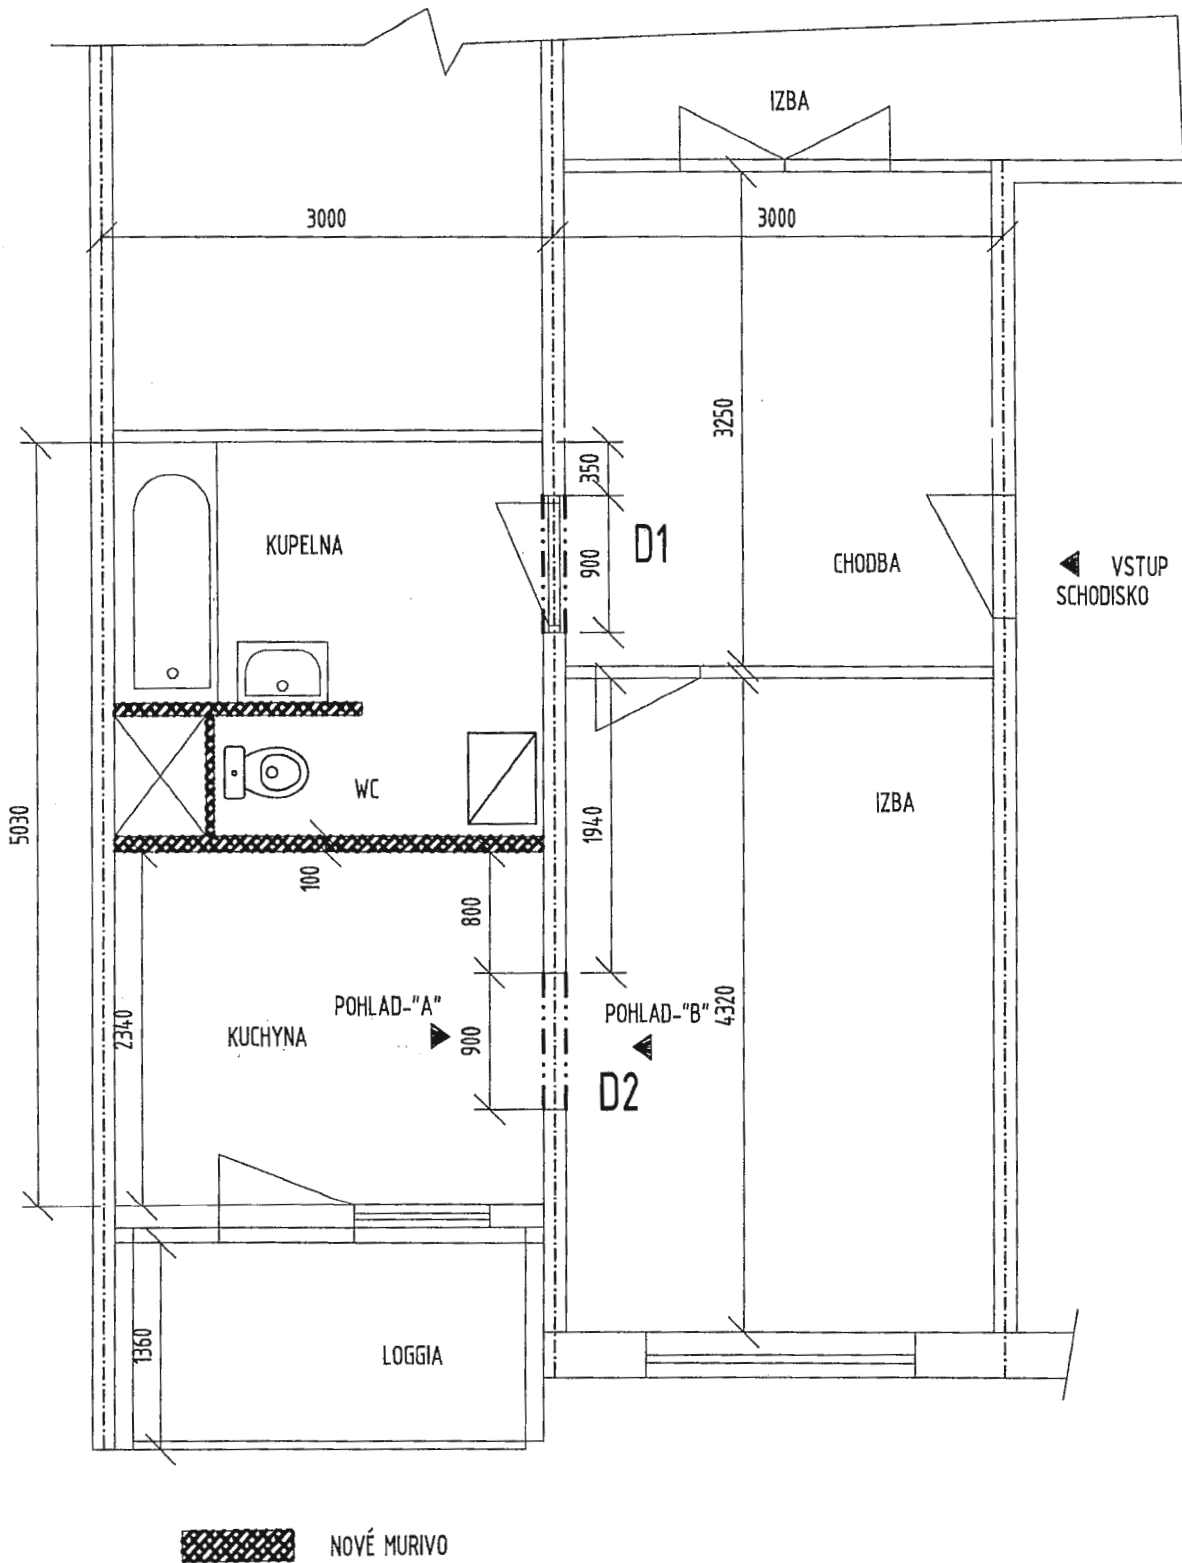 IZBA
3000
3000
3250
350
900
D1
KUPELNA
CHODBA
VSTUP
SCHODISKO
WC
IZBA
5030
1940
100
800
2340
POHLAD-"A"
KUCHYNA
900
POHLAD-"B"
4320
D2
1360
LOGGIA
NOVÉ MURIVO